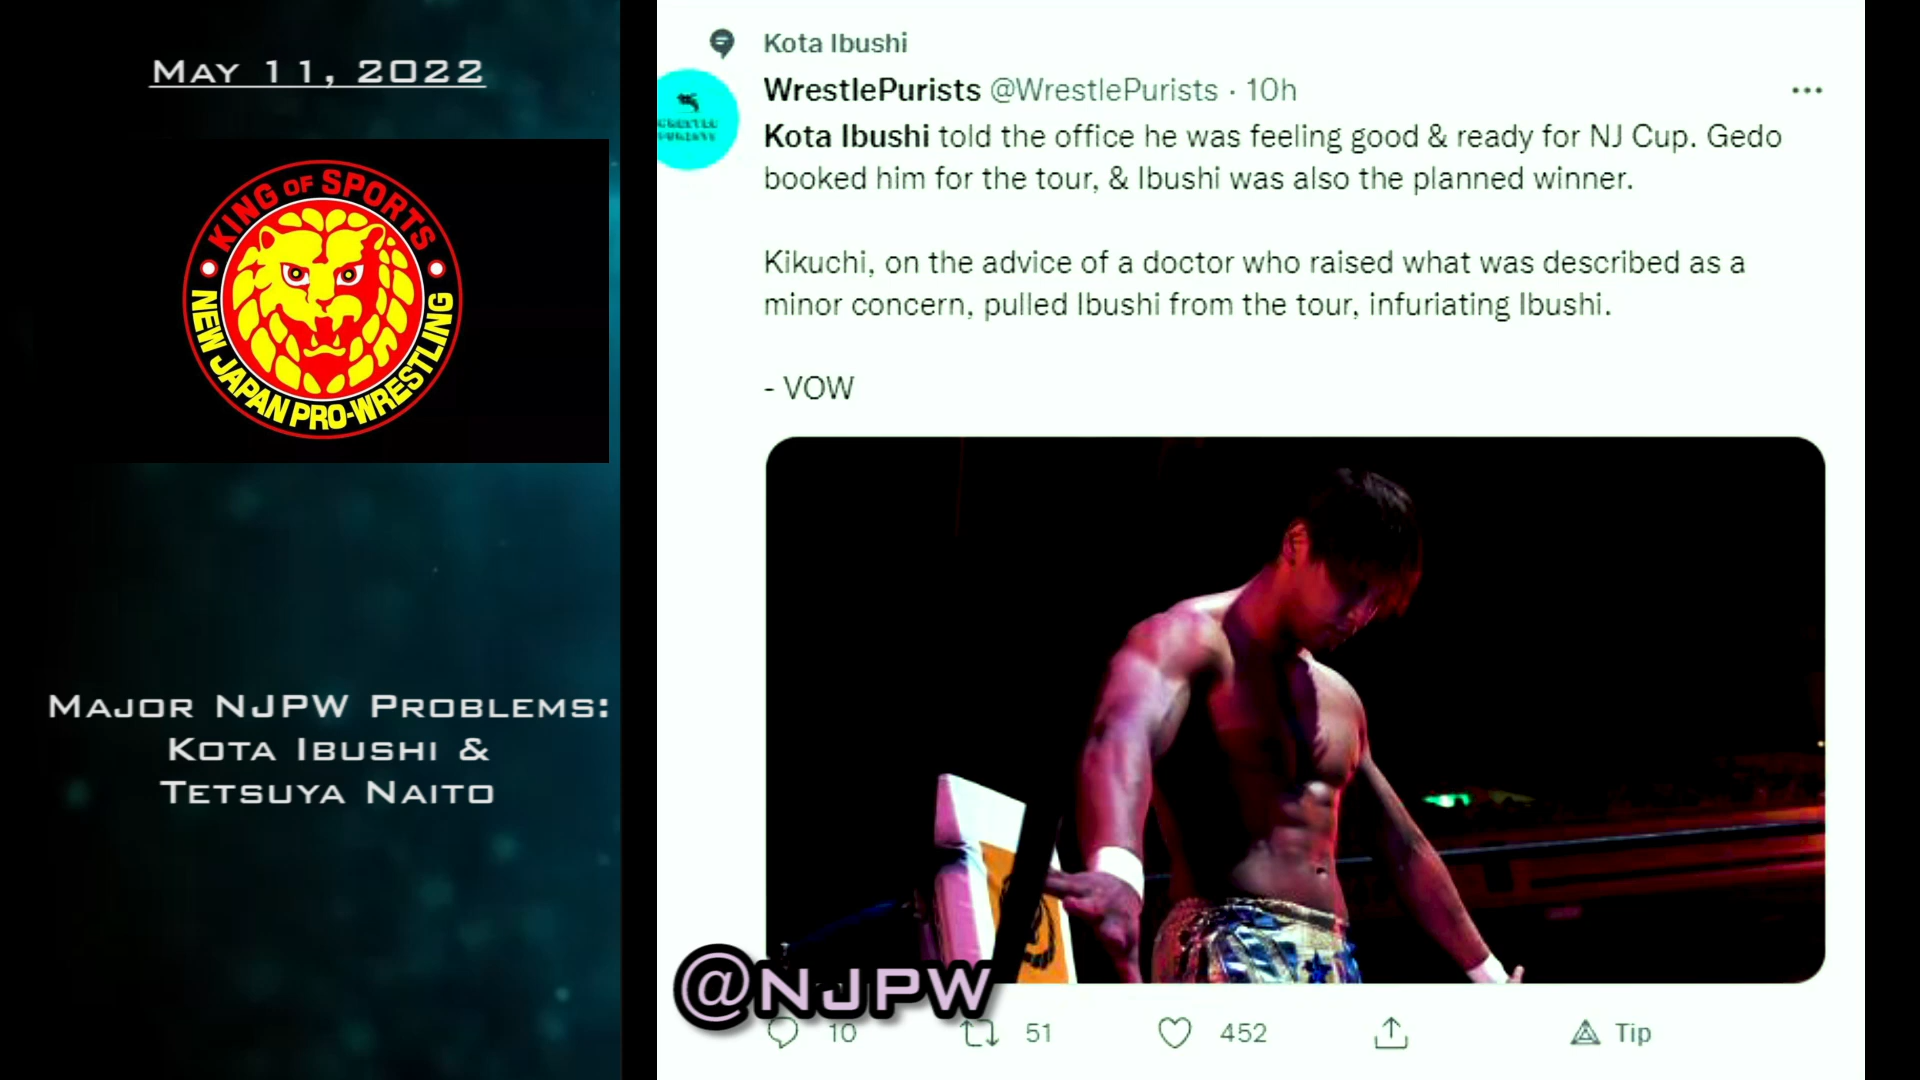 May 11, 2022
KING OF SPORTS
NEW JAPAN PRO-WRESTLING
Major NJPW Problems:
Kota Ibushi &
Tetsuya Naito
Kota Ibushi
WrestlePurists @WrestlePurists · 10h
WRESTLE
PURISTS
Kota Ibushi told the office he was feeling good & ready for NJ Cup. Gedo
booked him for the tour, & Ibushi was also the planned winner.
Kikuchi, on the advice of a doctor who raised what was described as a
minor concern, pulled Ibushi from the tour, infuriating Ibushi.
- VOW
@NJPW
10
51
452
Tip